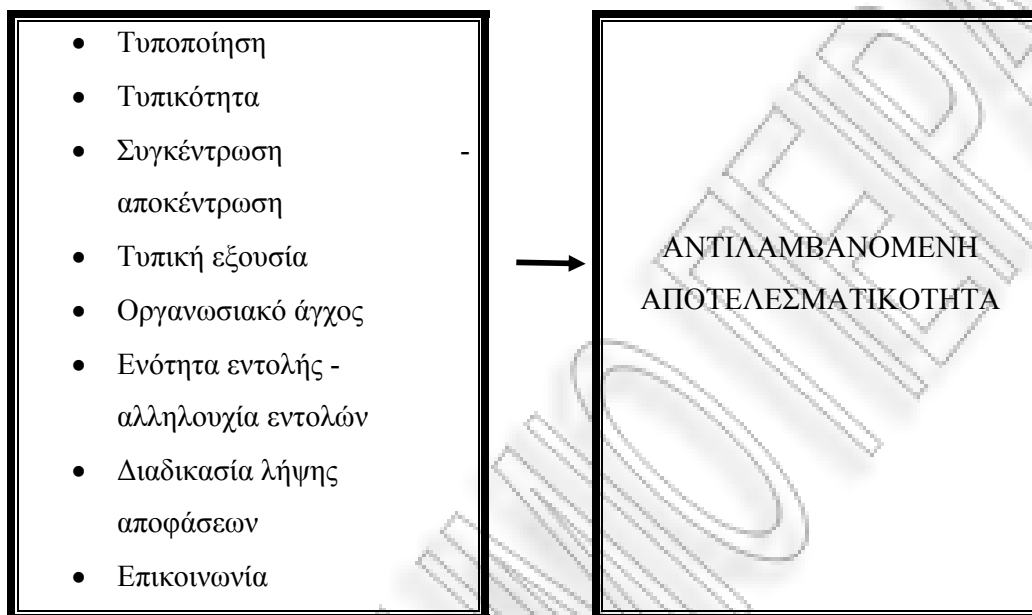 • Τυποποίηση
• Τυπικότητα
• Συγκέντρωση -
αποκέντρωση
• Τυπική εξουσία
• Οργανωσιακό άγχος
• Ενότητα εντολής -
αλληλουχία εντολών
• Διαδικασία λήψης
αποφάσεων
• Επικοινωνία
ΑΝΤΙΛΑΜΒΑΝΟΜΕΝΗ
ΑΠΟΤΕΛΕΣΜΑΤΙΚΟΤΗΤΑ